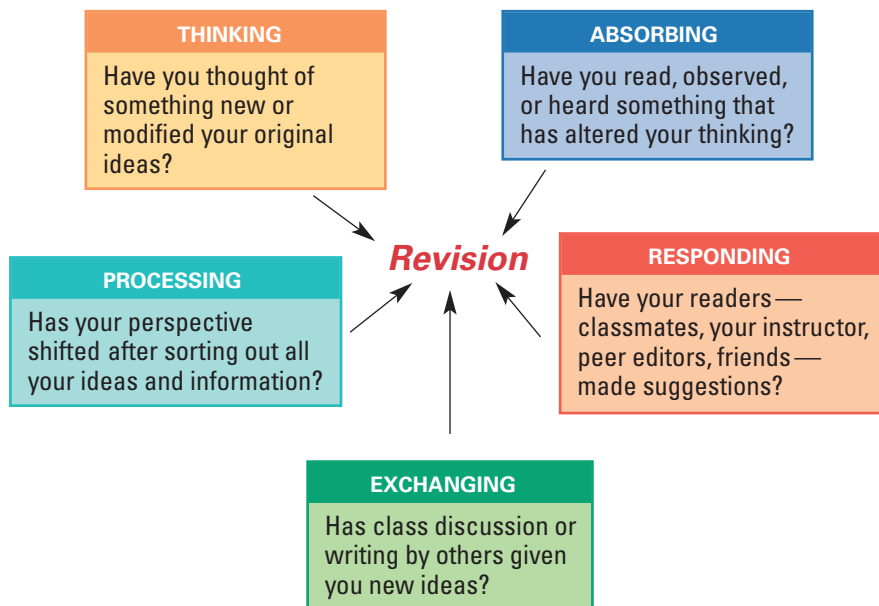 THINKING
Have you thought of
something new or
modified your original
ideas?
ABSORBING
Have you read, observed,
or heard something that
has altered your thinking?
Revision
PROCESSING
Has your perspective
shifted after sorting out all
your ideas and information?
RESPONDING
Have your readers—
classmates, your instructor,
peer editors, friends—
made suggestions?
EXCHANGING
Has class discussion or
writing by others given
you new ideas?